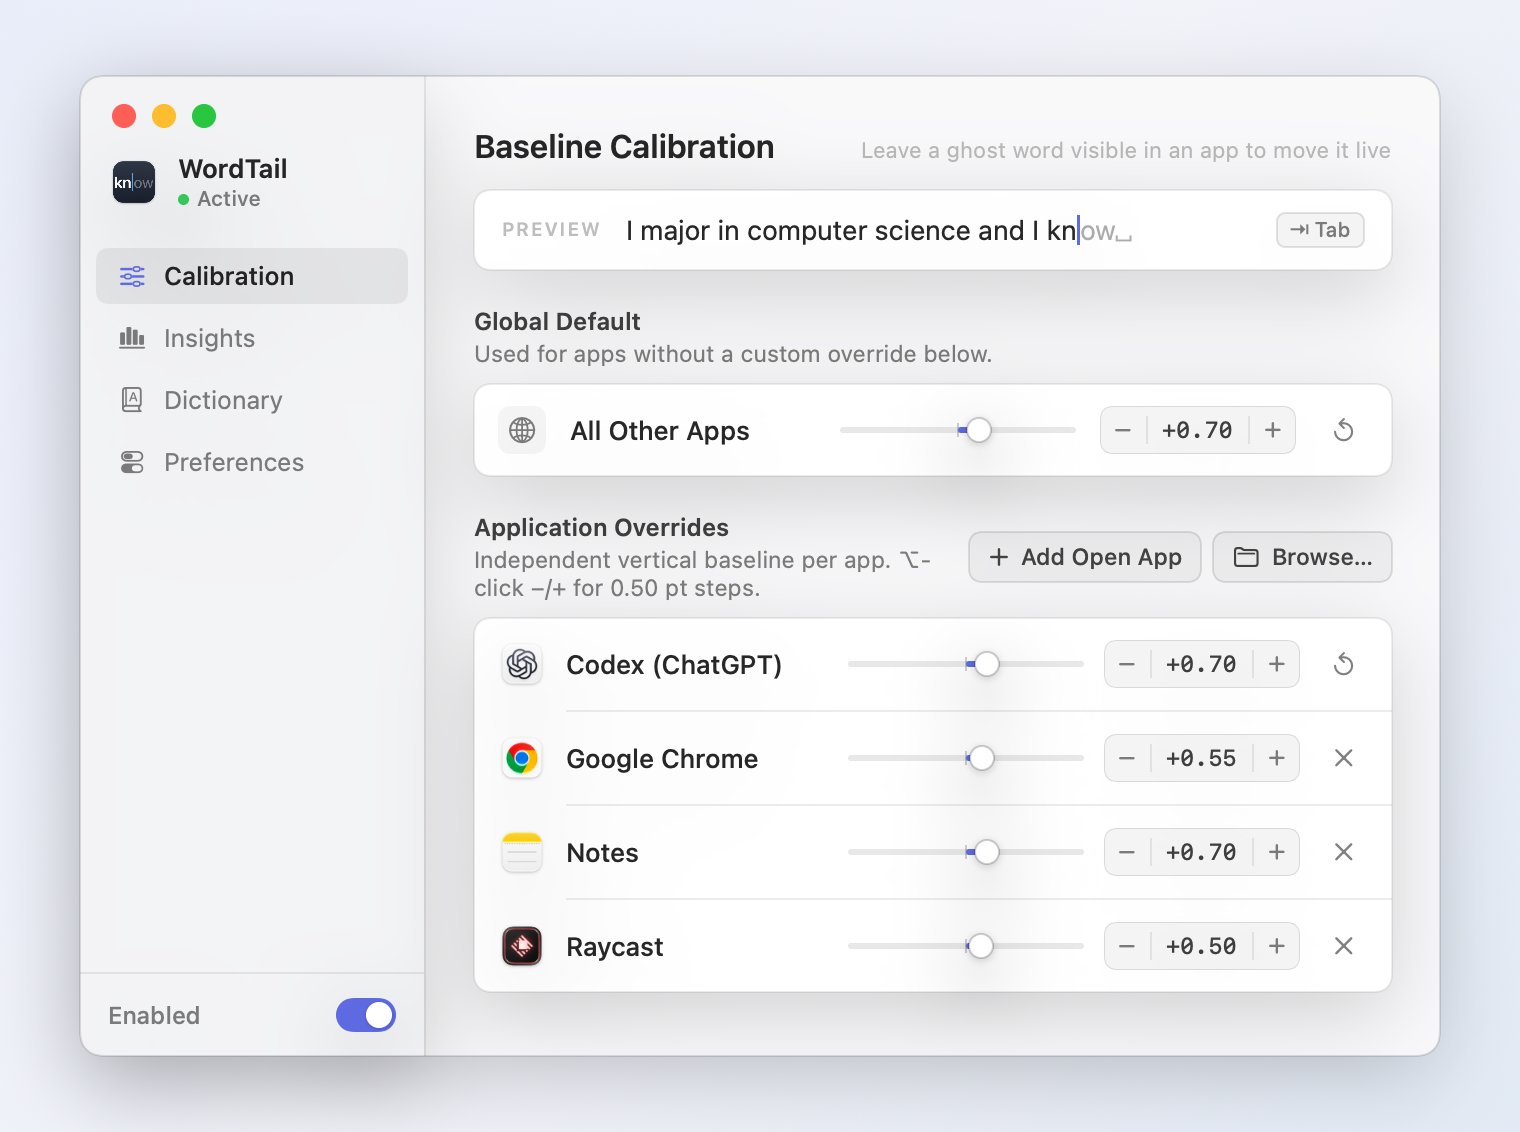 know
WordTail
Active
Calibration
Insights
Dictionary
Preferences
Enabled
Baseline Calibration
Leave a ghost word visible in an app to move it live
PREVIEW
I major in computer science and I know␣
⇥ Tab
Global Default
Used for apps without a custom override below.
All Other Apps
− +0.70 +
Application Overrides
Independent vertical baseline per app. ⌥-
click −/+ for 0.50 pt steps.
+ Add Open App
Browse...
Codex (ChatGPT)
− +0.70 +
Google Chrome
− +0.55 +
Notes
− +0.70 +
Raycast
− +0.50 +